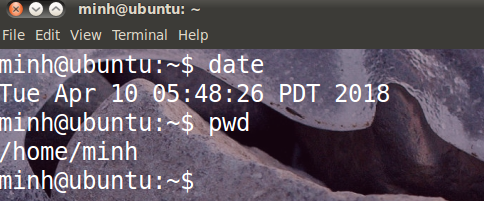 minh@ubuntu: ~
File Edit View Terminal Help
minh@ubuntu:~$ date
Tue Apr 10 05:48:26 PDT 2018
minh@ubuntu:~$ pwd
/home/minh
minh@ubuntu:~$